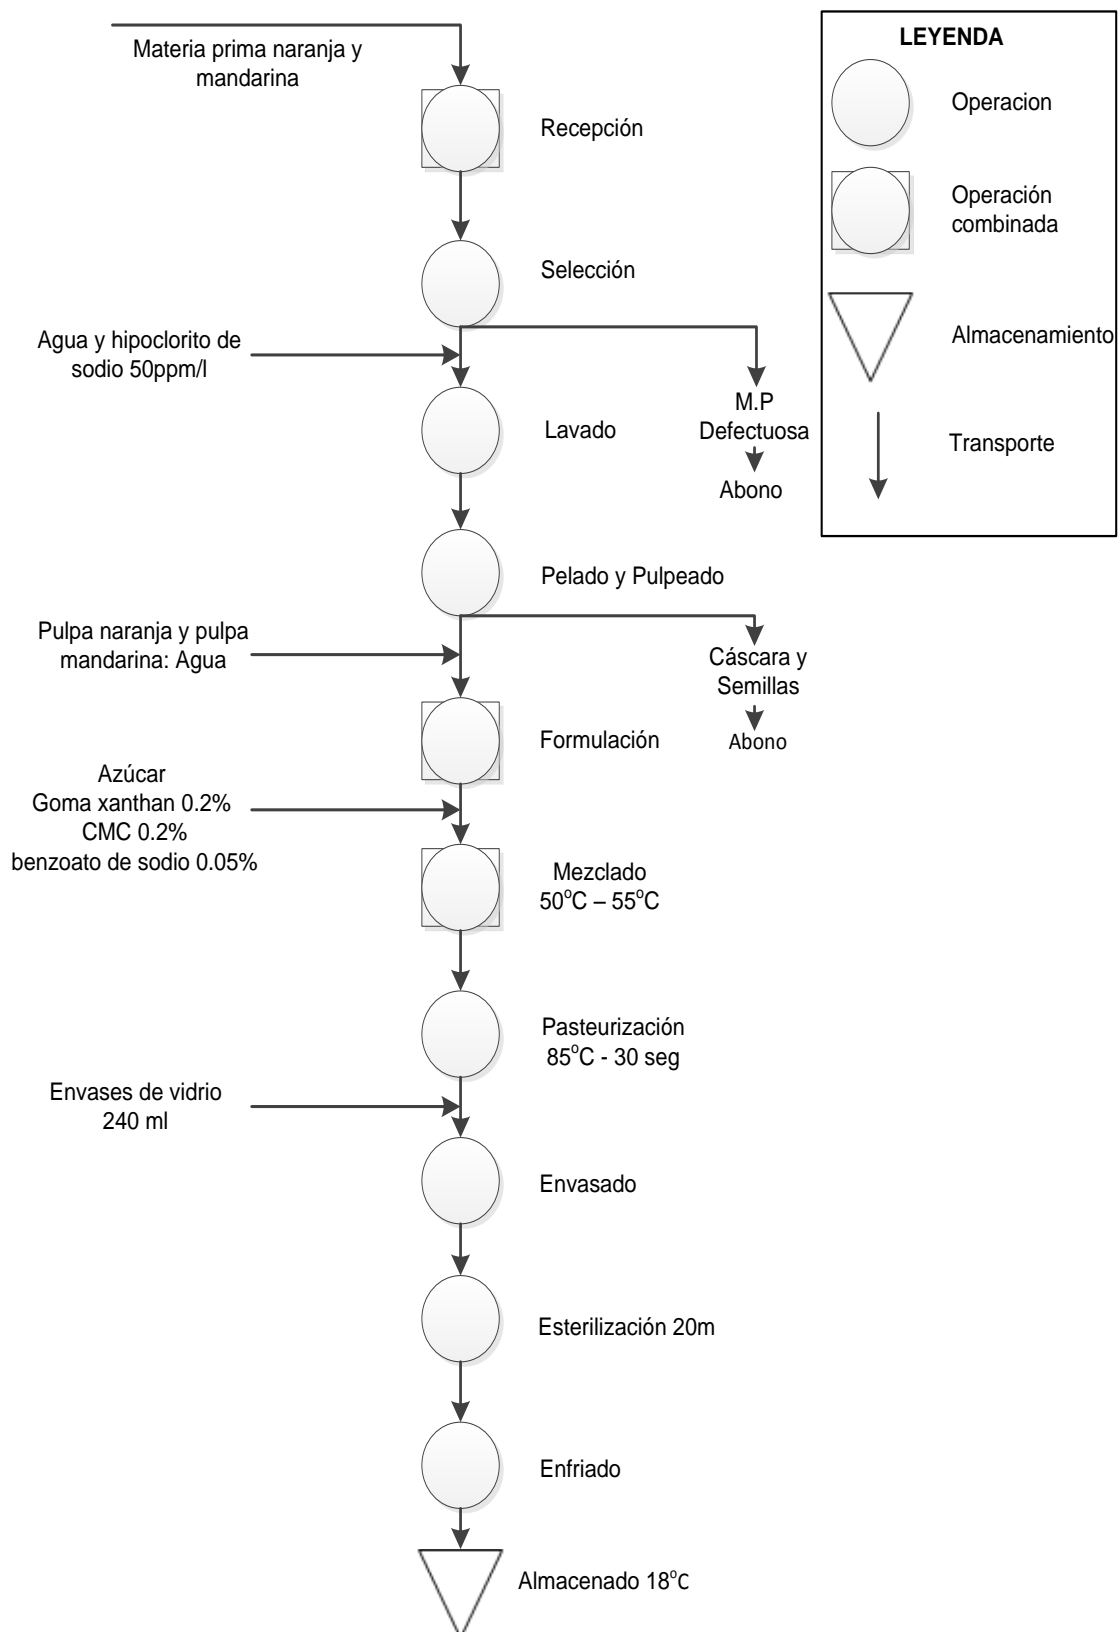 Materia prima naranja y
mandarina
Recepción
Selección
Agua y hipoclorito de
sodio 50ppm/l
M.P
Defectuosa
Lavado
Abono
Pelado y Pulpeado
Pulpa naranja y pulpa
mandarina: Agua
Cáscara y
Semillas
Formulación
Abono
Azúcar
Goma xanthan 0.2%
CMC 0.2%
benzoato de sodio 0.05%
Mezclado
50°C – 55°C
Pasteurización
85°C - 30 seg
Envases de vidrio
240 ml
Envasado
Esterilización 20m
Enfriado
Almacenado 18°C
LEYENDA
Operacion
Operación
combinada
Almacenamiento
Transporte